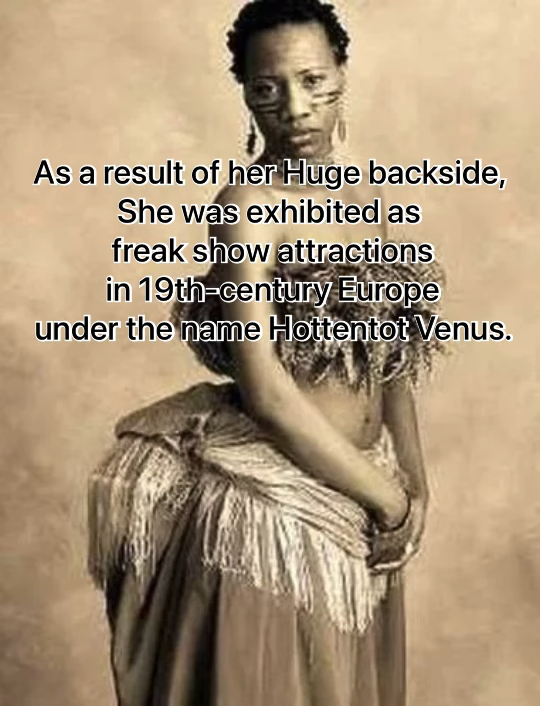 As a result of her Huge backside,
She was exhibited as
freak show attractions
in 19th-century Europe
under the name Hottentot Venus.